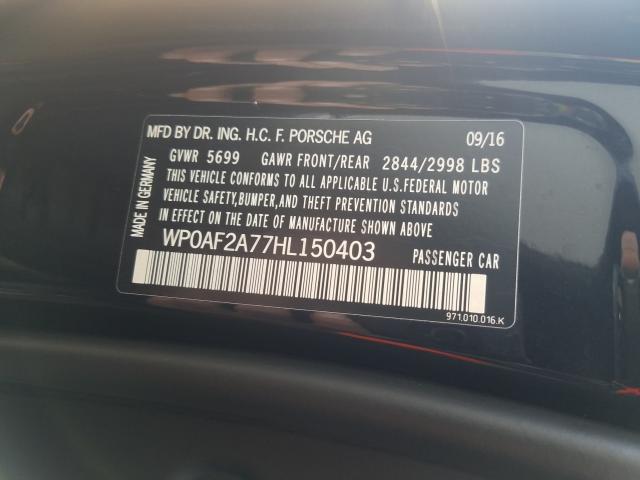 MFD BY DR. ING. H.C. F. PORSCHE AG 09/16
GVWR 5699 GAWR FRONT/REAR 2844/2998 LBS
THIS VEHICLE CONFORMS TO ALL APPLICABLE U.S. FEDERAL MOTOR
VEHICLE SAFETY,BUMPER,AND THEFT PREVENTION STANDARDS
IN EFFECT ON THE DATE OF MANUFACTURE SHOWN ABOVE
WP0AF2A77HL150403 PASSENGER CAR
971.010.016.K
MADE IN GERMANY